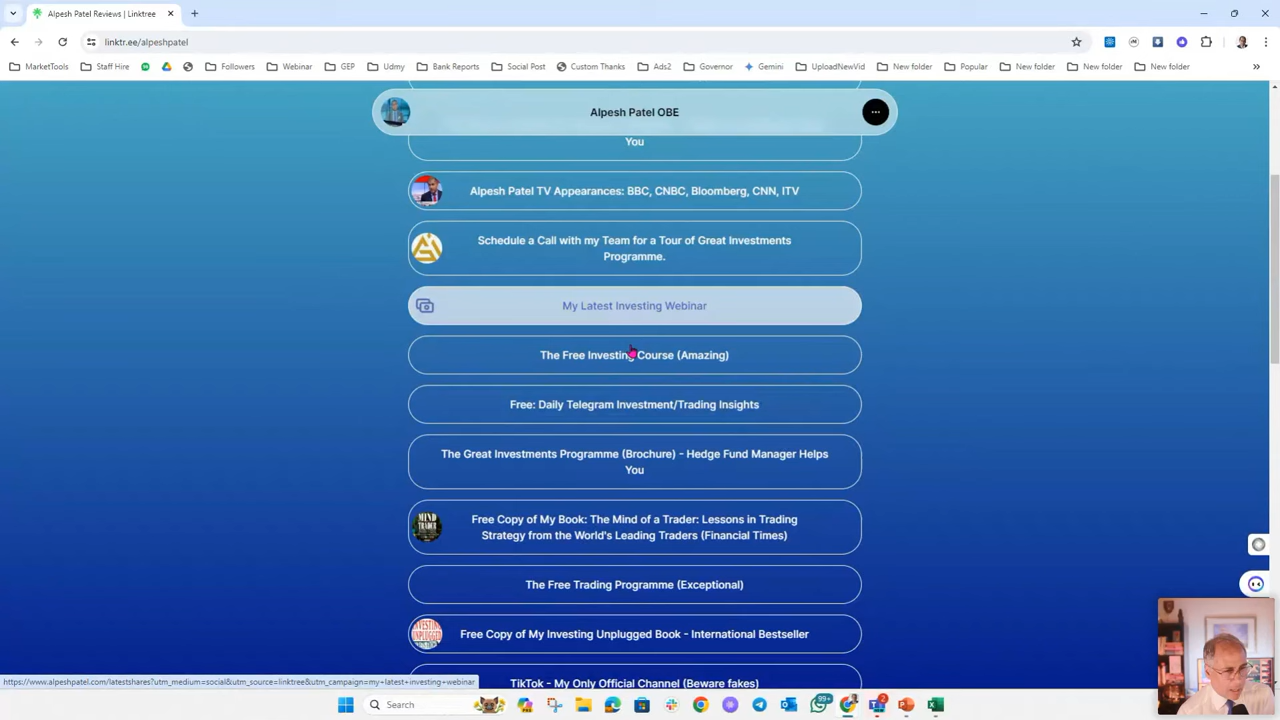 Alpesh Patel Reviews | Linktree
linktr.ee/alpeshpatel
MarketTools
Staff Hire
Followers
Webinar
GEP
Udmy
Bank Reports
Social Post
Custom Thanks
Ads2
Governor
Gemini
UploadNewVid
New folder
Popular
New folder
New folder
New folder
Alpesh Patel OBE
You
Alpesh Patel TV Appearances: BBC, CNBC, Bloomberg, CNN, ITV
Schedule a Call with my Team for a Tour of Great Investments
Programme.
My Latest Investing Webinar
The Free Investing Course (Amazing)
Free: Daily Telegram Investment/Trading Insights
The Great Investments Programme (Brochure) - Hedge Fund Manager Helps
You
MIND
TRADER
Free Copy of My Book: The Mind of a Trader: Lessons in Trading
Strategy from the World's Leading Traders (Financial Times)
The Free Trading Programme (Exceptional)
INVESTING
UNPLUGGED
Free Copy of My Investing Unplugged Book - International Bestseller
TikTok - My Only Official Channel (Beware fakes)
https://www.alpeshpatel.com/latestshares?utm_medium=social&utm_source=linktree&utm_campaign=my+latest+investing+webinar
Search
99+
2